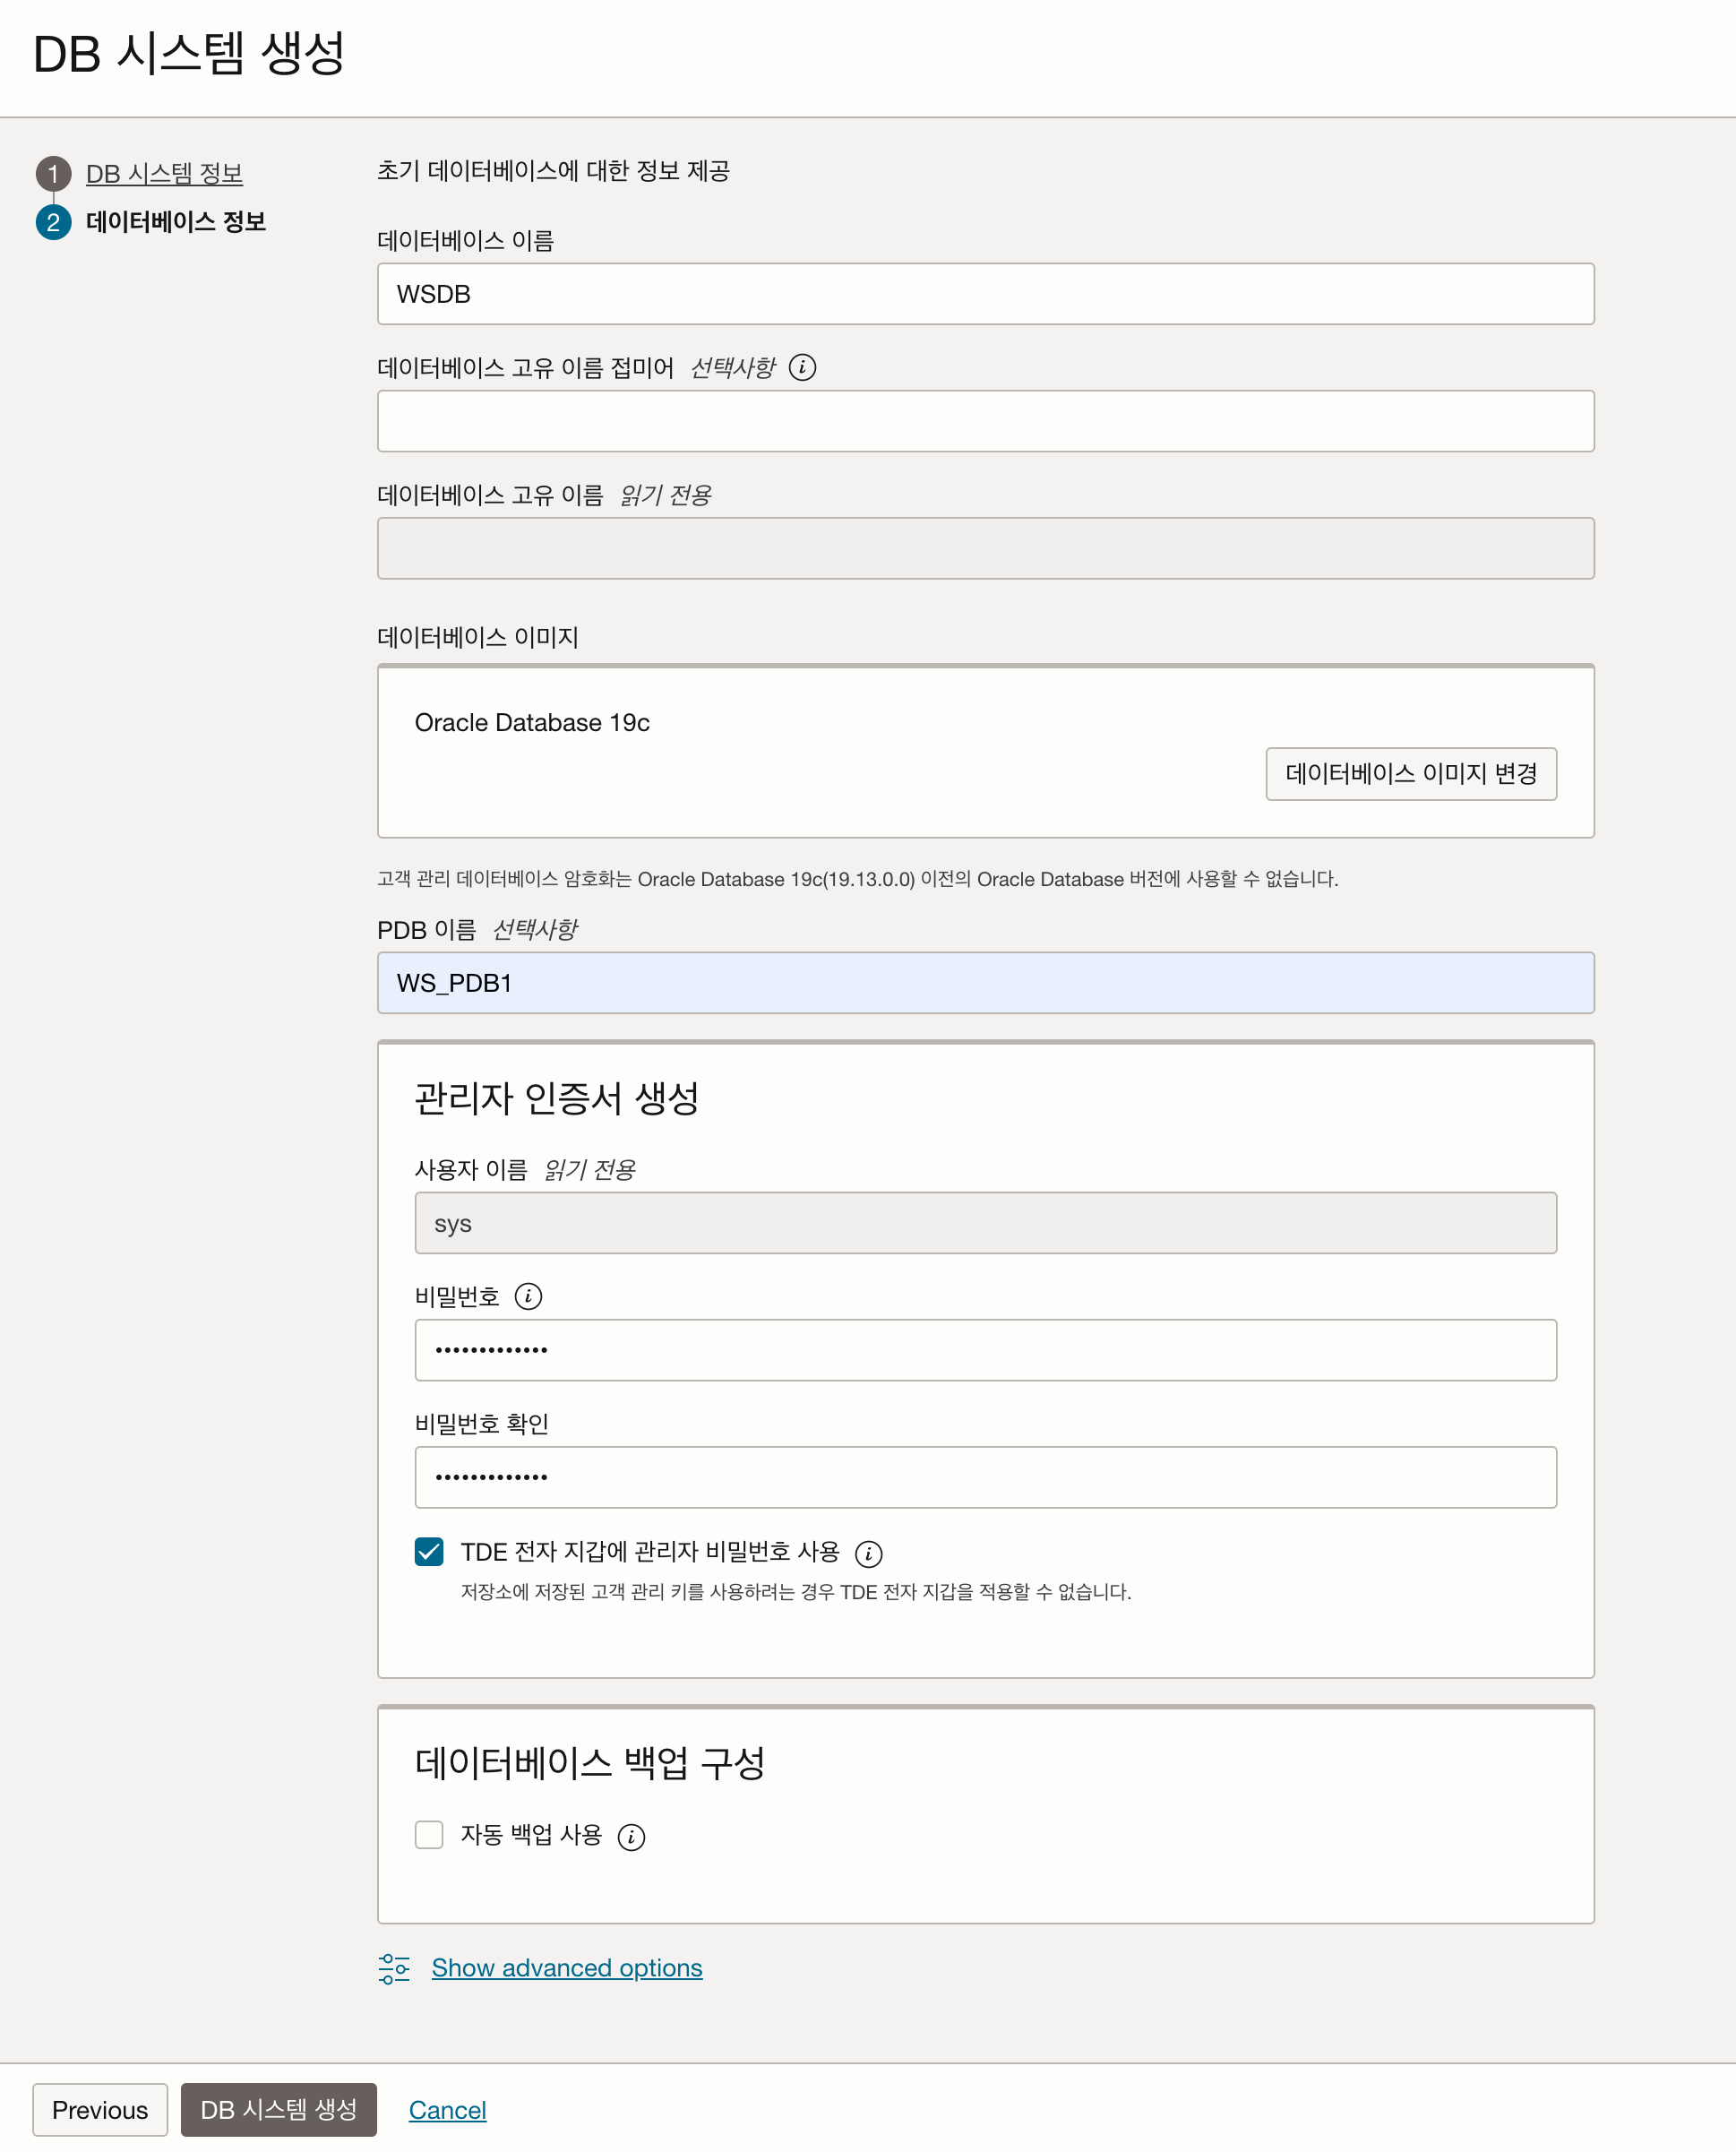 DB 시스템 생성
1 DB 시스템 정보
2 데이터베이스 정보
초기 데이터베이스에 대한 정보 제공
데이터베이스 이름
WSDB
데이터베이스 고유 이름 접미어 선택사항 i
데이터베이스 고유 이름 읽기 전용
데이터베이스 이미지
Oracle Database 19c
데이터베이스 이미지 변경
고객 관리 데이터베이스 암호화는 Oracle Database 19c(19.13.0.0) 이전의 Oracle Database 버전에 사용할 수 없습니다.
PDB 이름 선택사항
WS_PDB1
관리자 인증서 생성
사용자 이름 읽기 전용
sys
비밀번호 i
•••••••••••••
비밀번호 확인
•••••••••••••
TDE 전자 지갑에 관리자 비밀번호 사용 i
저장소에 저장된 고객 관리 키를 사용하려는 경우 TDE 전자 지갑을 적용할 수 없습니다.
데이터베이스 백업 구성
자동 백업 사용 i
Show advanced options
Previous DB 시스템 생성 Cancel